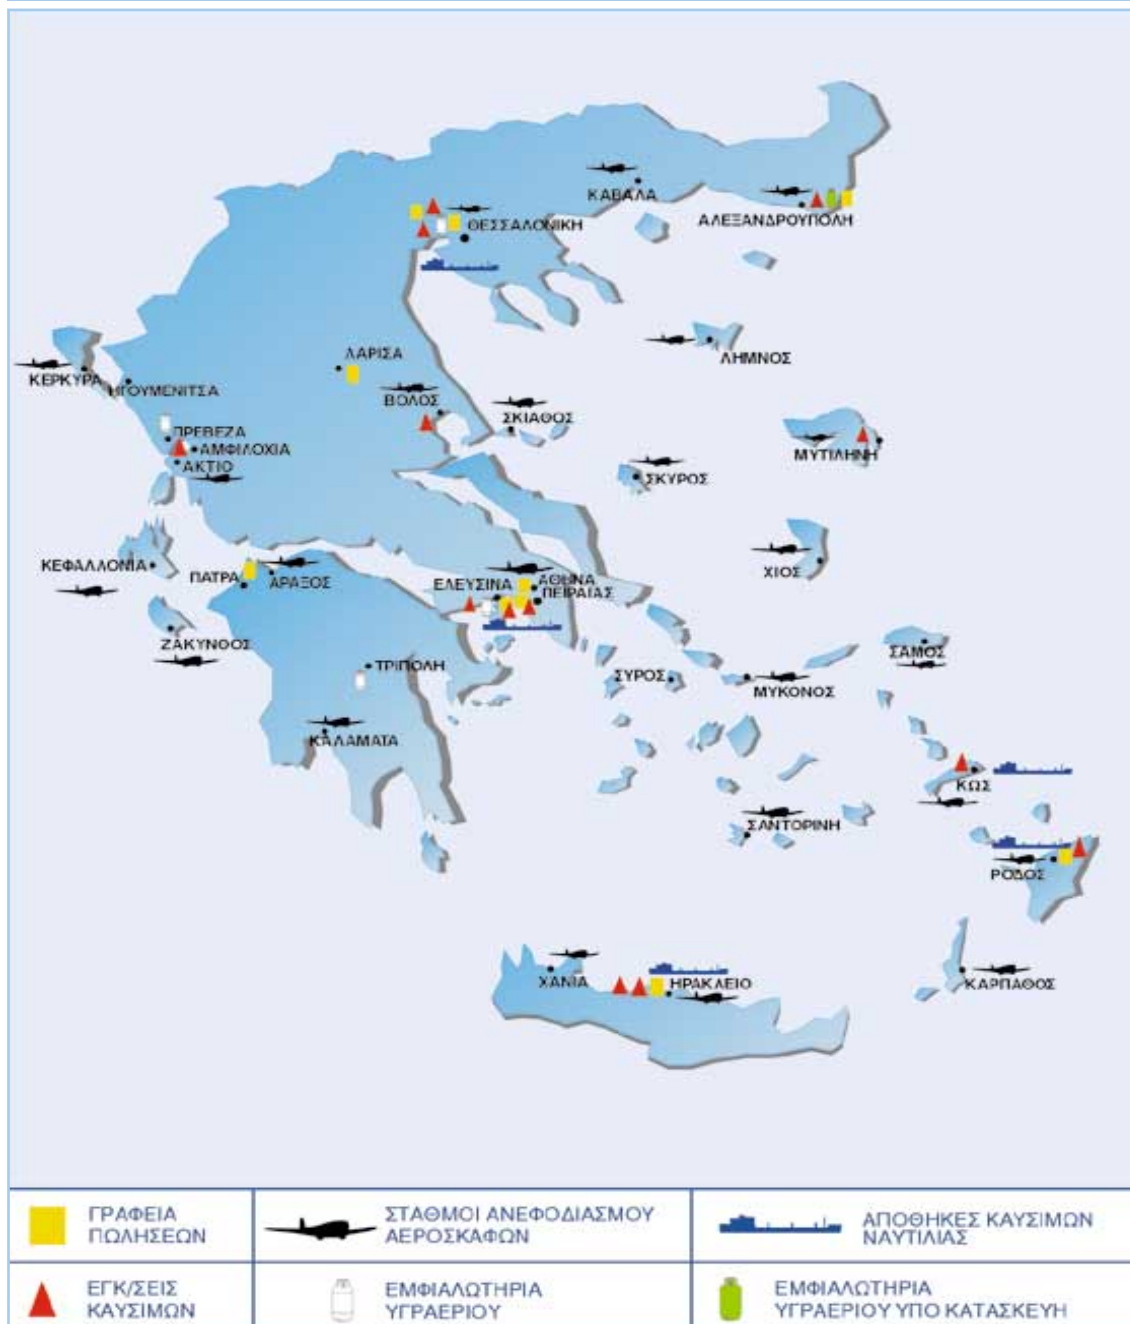 ΚΑΒΑΛΑ
ΑΛΕΞΑΝΔΡΟΥΠΟΛΗ
ΘΕΣΣΑΛΟΝΙΚΗ
ΛΑΡΙΣΑ
ΛΗΜΝΟΣ
ΚΕΡΚΥΡΑ
ΗΓΟΥΜΕΝΙΤΣΑ
ΒΟΛΟΣ
ΣΚΙΑΘΟΣ
ΠΡΕΒΕΖΑ
ΑΜΦΙΛΟΧΙΑ
ΜΥΤΙΛΗΝΗ
ΑΚΤΙΟ
ΣΚΥΡΟΣ
ΚΕΦΑΛΛΟΝΙΑ
ΠΑΤΡΑ
ΑΡΑΞΟΣ
ΕΛΕΥΣΙΝΑ
ΑΘΗΝΑ
ΠΕΙΡΑΙΑΣ
ΧΙΟΣ
ΖΑΚΥΝΘΟΣ
ΣΑΜΟΣ
ΤΡΙΠΟΛΗ
ΣΥΡΟΣ
ΜΥΚΟΝΟΣ
ΚΑΛΑΜΑΤΑ
ΚΩΣ
ΣΑΝΤΟΡΙΝΗ
ΡΟΔΟΣ
ΧΑΝΙΑ
ΗΡΑΚΛΕΙΟ
ΚΑΡΠΑΘΟΣ
ΓΡΑΦΕΙΑ
ΠΩΛΗΣΕΩΝ
ΣΤΑΘΜΟΙ ΑΝΕΦΟΔΙΑΣΜΟΥ
ΑΕΡΟΣΚΑΦΩΝ
ΑΠΟΘΗΚΕΣ ΚΑΥΣΙΜΩΝ
ΝΑΥΤΙΛΙΑΣ
ΕΓΚ/ΣΕΙΣ
ΚΑΥΣΙΜΩΝ
ΕΜΦΙΑΛΩΤΗΡΙΑ
ΥΓΡΑΕΡΙΟΥ
ΕΜΦΙΑΛΩΤΗΡΙΑ
ΥΓΡΑΕΡΙΟΥ ΥΠΟ ΚΑΤΑΣΚΕΥΗ